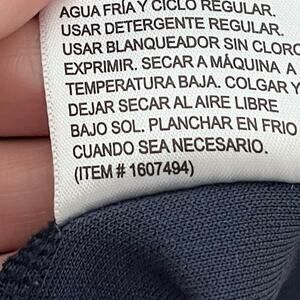 AGUA FRÍA Y CICLO REGULAR.
USAR DETERGENTE REGULAR.
USAR BLANQUEADOR SIN CLORO
EXPRIMIR. SECAR A MÁQUINA A
TEMPERATURA BAJA. COLGAR Y
DEJAR SECAR AL AIRE LIBRE
BAJO SOL. PLANCHAR EN FRIO
CUANDO SEA NECESARIO.
(ITEM # 1607494)